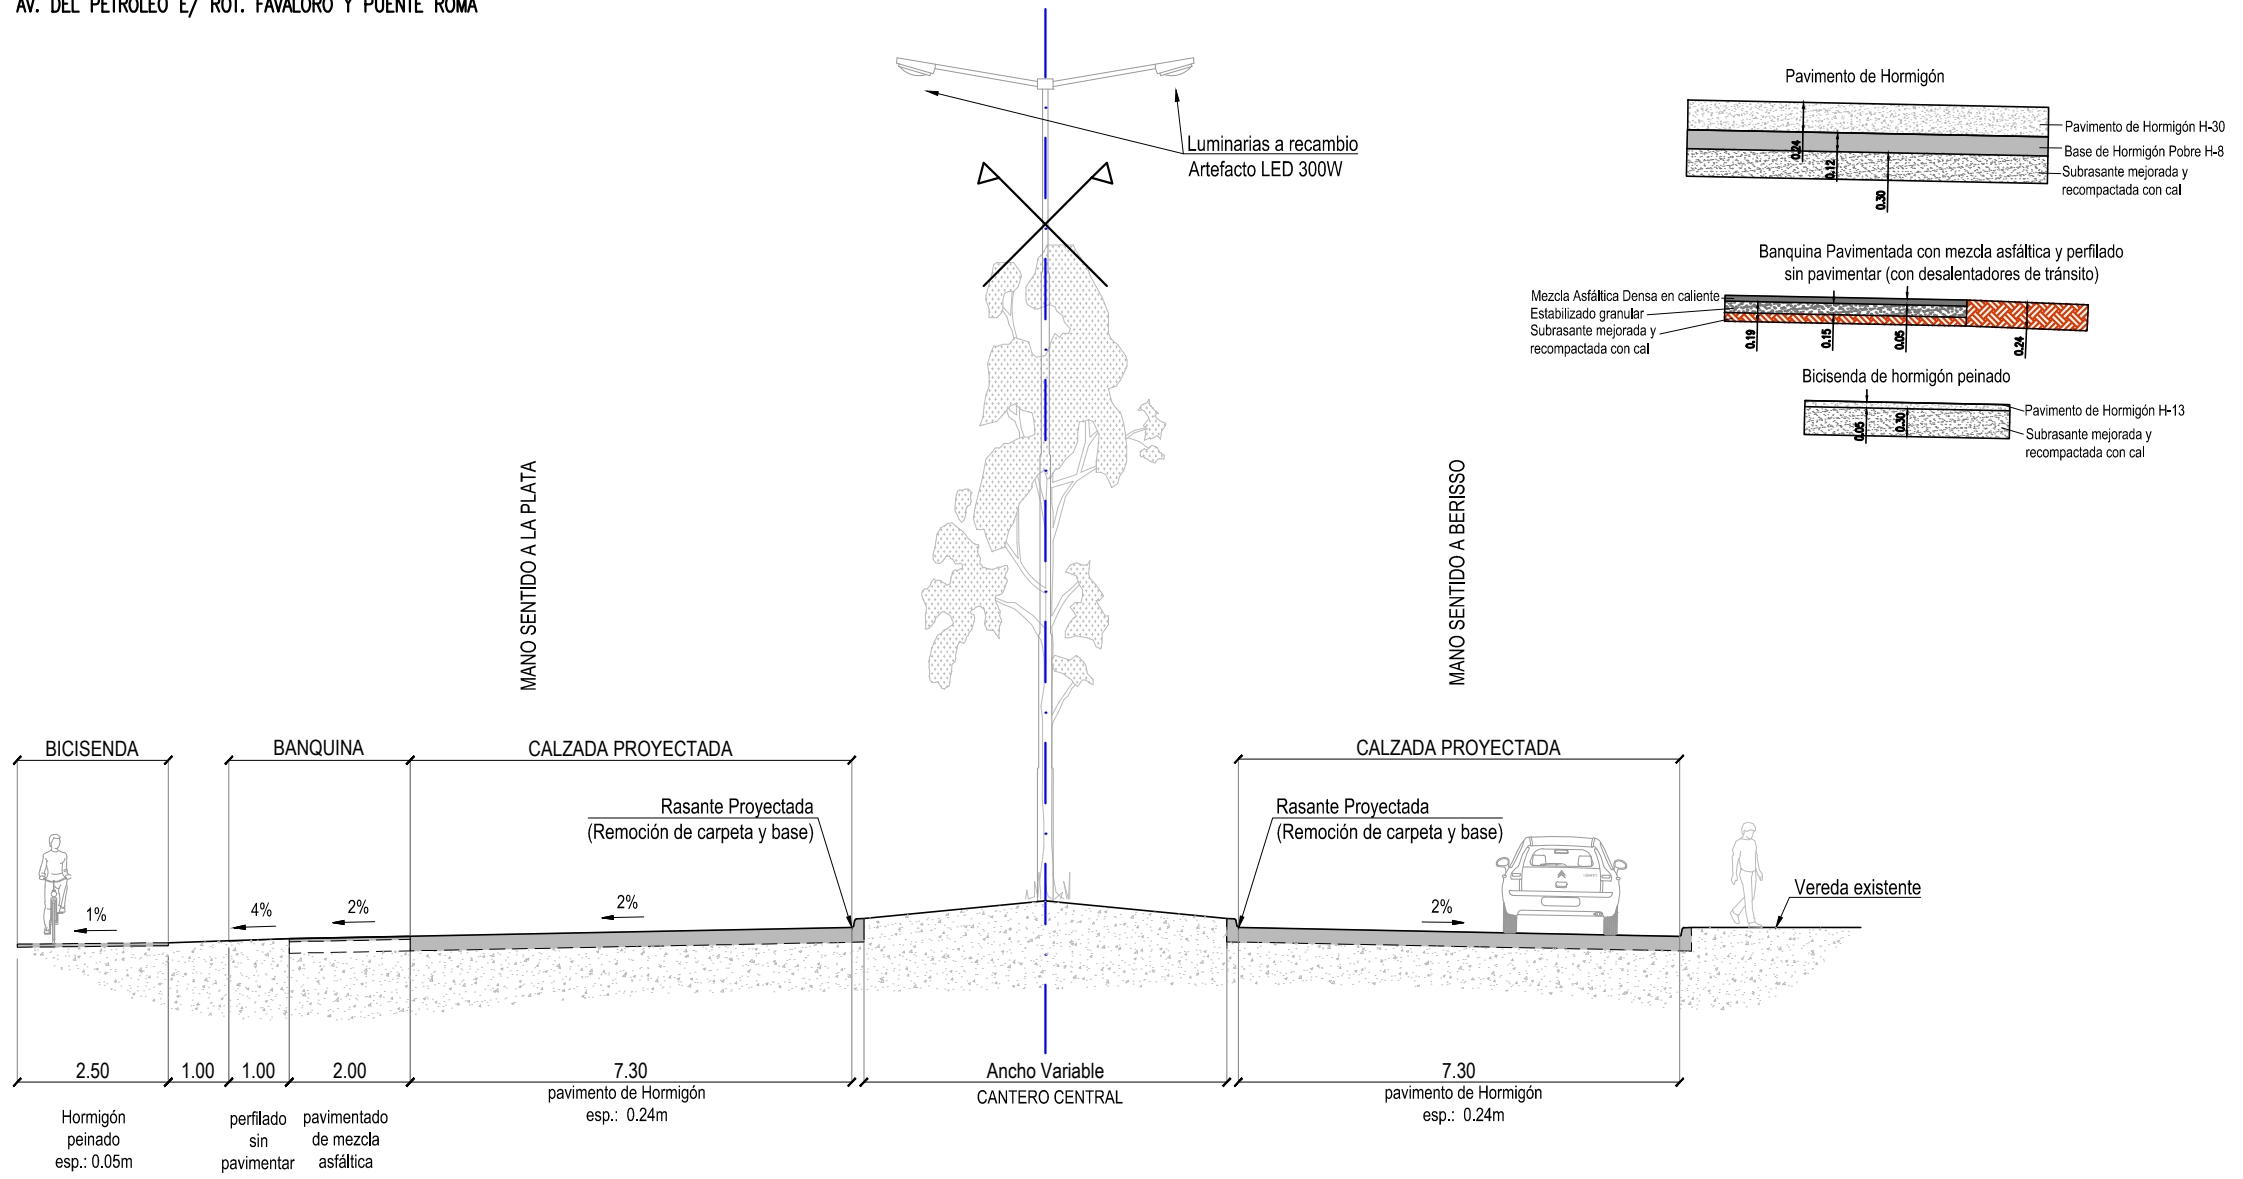 AV. DEL PETROLEO E/ ROT. FAVALORO Y PUENTE ROMA
Luminarias a recambio
Artefacto LED 300W
Pavimento de Hormigón
Pavimento de Hormigón H-30
Base de Hormigón Pobre H-8
Subrasante mejorada y
recompactada con cal
0.24
0.12
0.30
Banquina Pavimentada con mezcla asfáltica y perfilado
sin pavimentar (con desalentadores de tránsito)
Mezcla Asfáltica Densa en caliente
Estabilizado granular
Subrasante mejorada y
recompactada con cal
0.19
0.15
0.05
0.24
Bicisenda de hormigón peinado
Pavimento de Hormigón H-13
Subrasante mejorada y
recompactada con cal
0.05
0.30
MANO SENTIDO A LA PLATA
MANO SENTIDO A BERISSO
BICISENDA
BANQUINA
CALZADA PROYECTADA
CALZADA PROYECTADA
Rasante Proyectada
(Remoción de carpeta y base)
Rasante Proyectada
(Remoción de carpeta y base)
Vereda existente
1%
4%
2%
2%
2%
2.50
1.00
1.00
2.00
7.30
pavimento de Hormigón
esp.: 0.24m
Ancho Variable
CANTERO CENTRAL
7.30
pavimento de Hormigón
esp.: 0.24m
Hormigón
peinado
esp.: 0.05m
perfilado
sin
pavimentar
pavimentado
de mezcla
asfáltica